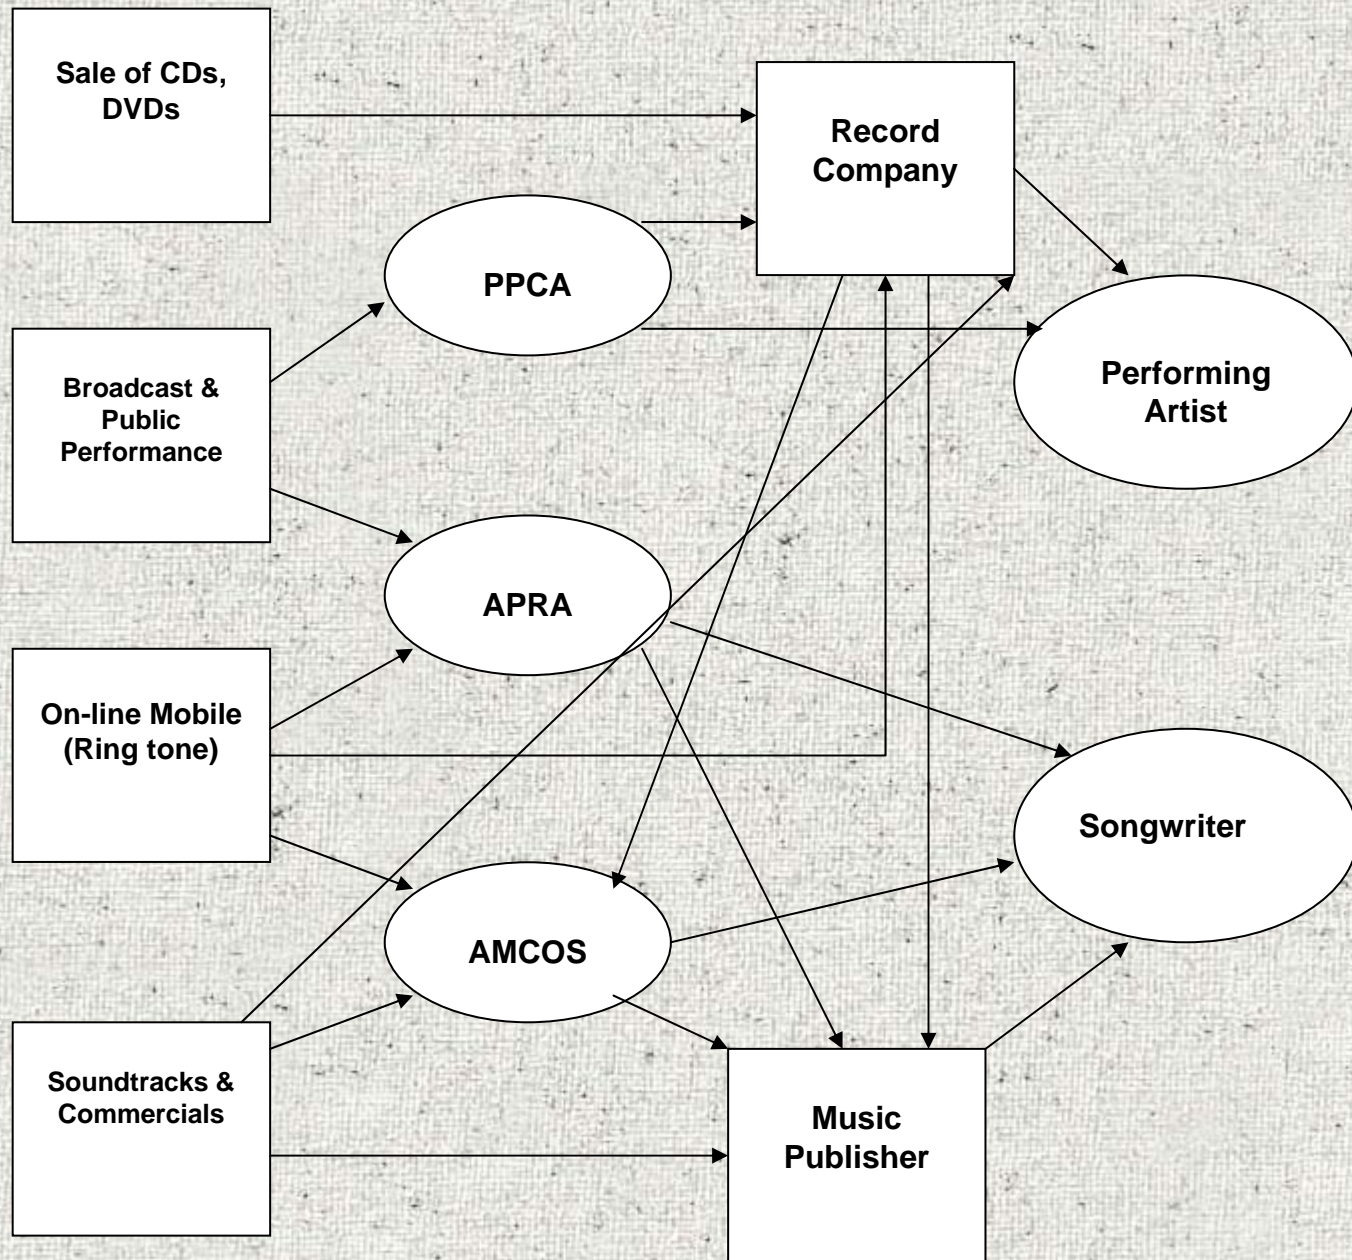 Sale of CDs,
DVDs
Record
Company
PPCA
Broadcast &
Public
Performance
Performing
Artist
APRA
On-line Mobile
(Ring tone)
Songwriter
AMCOS
Soundtracks &
Commercials
Music
Publisher